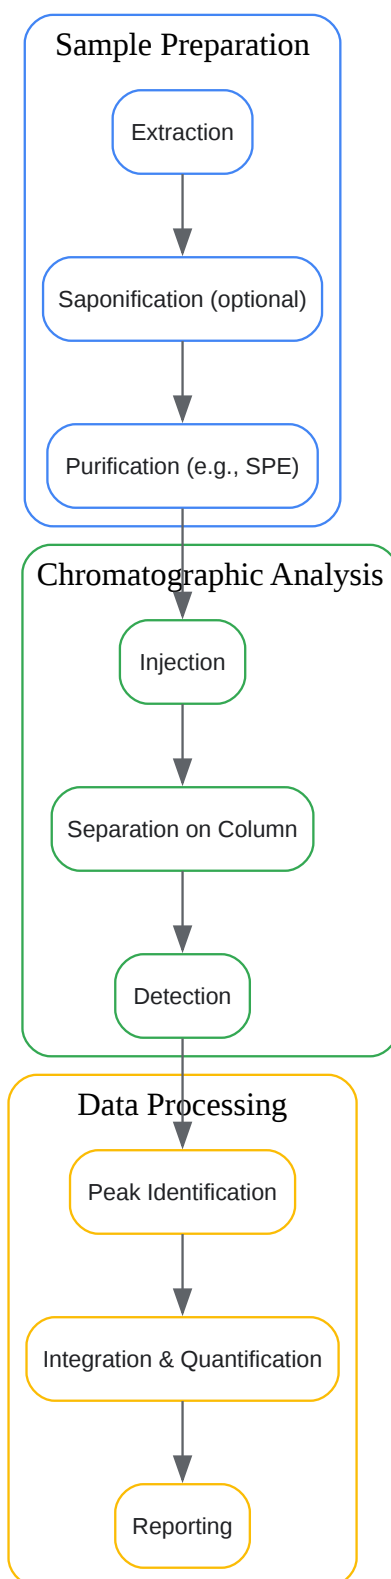 Sample Preparation
Extraction
Saponification (optional)
Purification (e.g., SPE)
Chromatographic Analysis
Injection
Separation on Column
Detection
Data Processing
Peak Identification
Integration & Quantification
Reporting